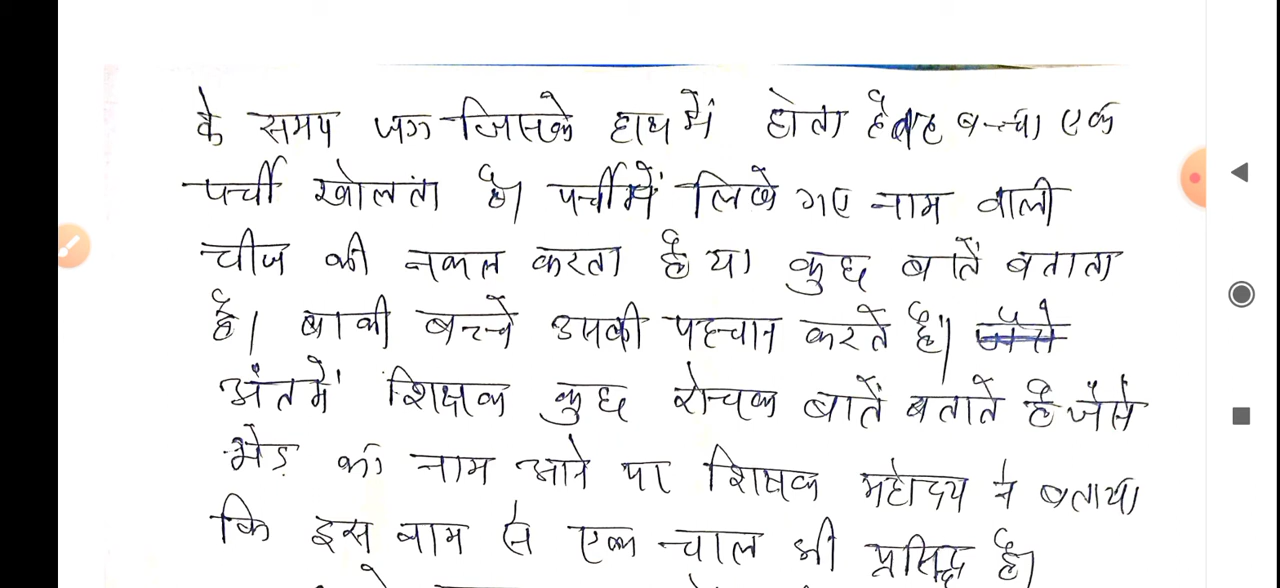 के समय जग जिसके हाथ में होता है वह बच्चा एक
पर्ची खोलता है। पर्ची में लिखे गए नाम वाली
चीज की नकल करता है या कुछ बातें बताता
है। बाकी बच्चे उसकी पहचान करते हैं।
अंत में शिक्षक कुछ रोचक बातें बताते है जैसे
भेड़ का नाम आने पर शिक्षक महोदय ने बताया
कि इस नाम से एक चाल भी प्रसिद्ध है।